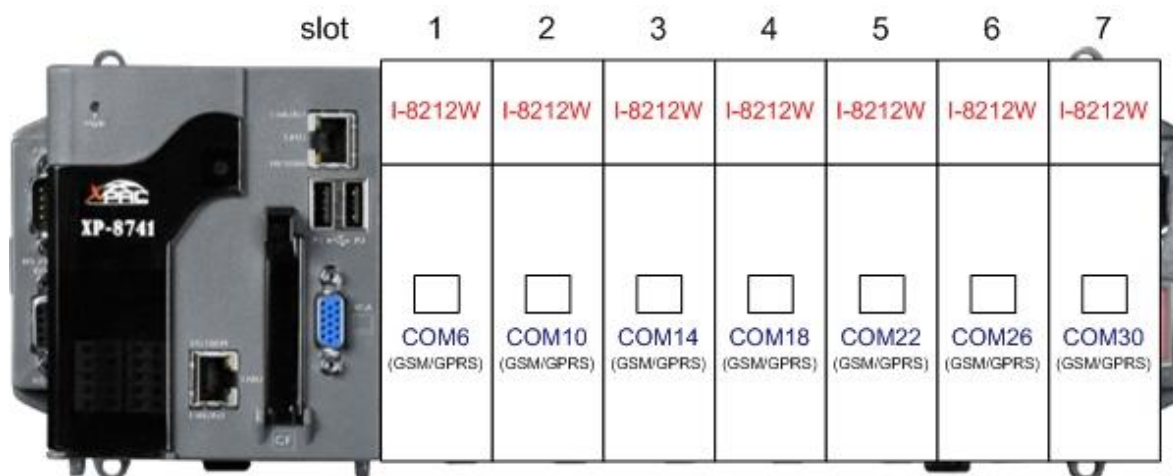 slot 1 2 3 4 5 6 7
I-8212W I-8212W I-8212W I-8212W I-8212W I-8212W I-8212W
XPAC
XP-8741
COM6 COM10 COM14 COM18 COM22 COM26 COM30
(GSM/GPRS) (GSM/GPRS) (GSM/GPRS) (GSM/GPRS) (GSM/GPRS) (GSM/GPRS) (GSM/GPRS)
CF